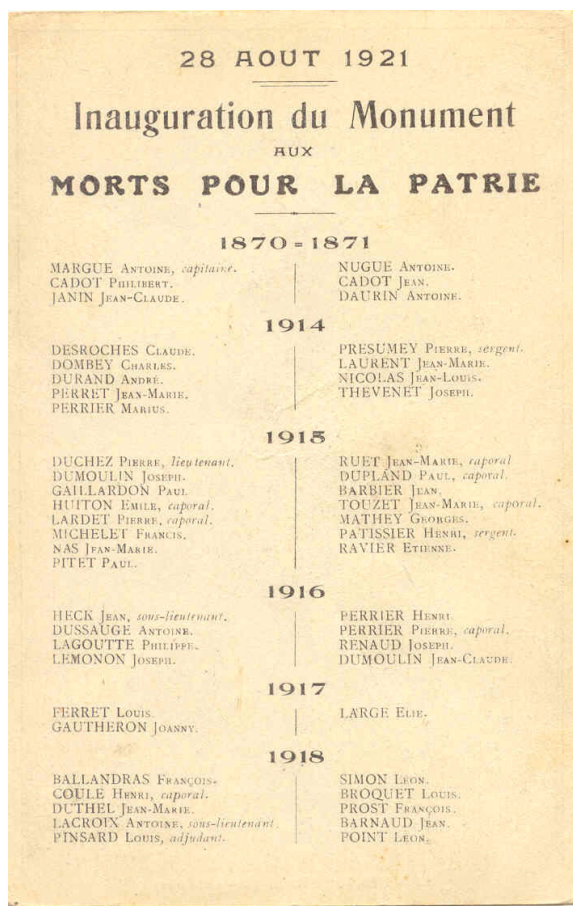 28 AOUT 1921
Inauguration du Monument
AUX
MORTS POUR LA PATRIE
1870=1871
MARGUE ANTOINE, capitaine.
CADOT PHILIBERT.
JANIN JEAN-CLAUDE.
NUGUE ANTOINE.
CADOT JEAN.
DAURIN ANTOINE.
1914
DESROCHES CLAUDE.
DOMBEY CHARLES.
DURAND ANDRÉ.
PERRET JEAN-MARIE.
PERRIER MARIUS.
PRESUMEY PIERRE, sergent.
LAURENT JEAN-MARIE.
NICOLAS JEAN-LOUIS.
THEVENET JOSEPH.
1915
DUCHEZ PIERRE, lieutenant.
DUMOULIN JOSEPH.
GAILLARDON PAUL
HUITON EMILE, caporal.
LARDET PIERRE, caporal.
MICHELET FRANCIS.
NAS JEAN-MARIE.
PITET PAUL.
RUET JEAN-MARIE, caporal
DUPLAND PAUL, caporal.
BARBIER JEAN.
TOUZET JEAN-MARIE, caporal.
MATHEY GEORGES.
PATISSIER HENRI, sergent.
RAVIER ETIENNE.
1916
HECK JEAN, sous-lieutenant.
DUSSAUGE ANTOINE.
LAGOUTTE PHILIPPE.
LEMONON JOSEPH.
PERRIER HENRI.
PERRIER PIERRE, caporal.
RENAUD JOSEPH.
DUMOULIN JEAN-CLAUDE.
1917
FERRET LOUIS.
GAUTHERON JOANNY.
LARGE ELIE.
1918
BALLANDRAS FRANÇOIS.
COULE HENRI, caporal.
DUTHEL JEAN-MARIE.
LACROIX ANTOINE, sous-lieutenant.
PINSARD LOUIS, adjudant.
SIMON LÉON.
BROQUET LOUIS.
PROST FRANÇOIS.
BARNAUD JEAN.
POINT LÉON.